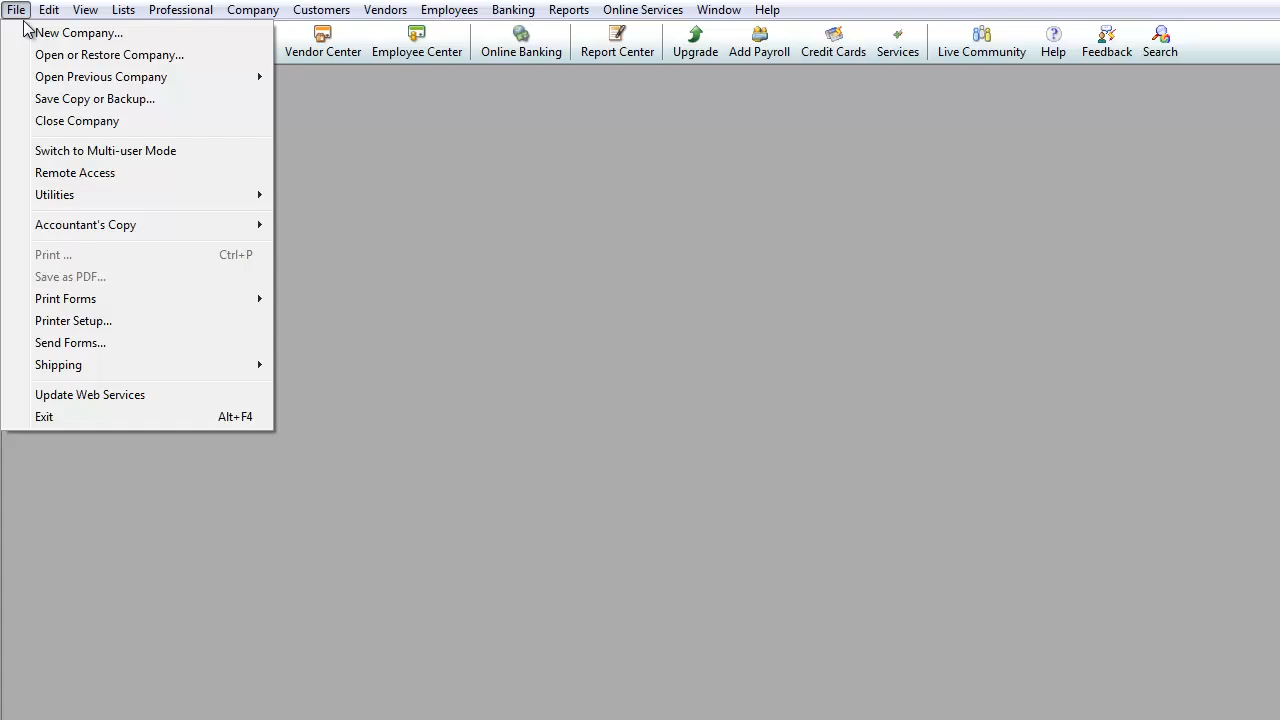 File Edit View Lists Professional Company Customers Vendors Employees Banking Reports Online Services Window Help
Vendor Center Employee Center Online Banking Report Center Upgrade Add Payroll Credit Cards Services Live Community Help Feedback Search
New Company...
Open or Restore Company...
Open Previous Company
Save Copy or Backup...
Close Company
Switch to Multi-user Mode
Remote Access
Utilities
Accountant's Copy
Print ... Ctrl+P
Save as PDF...
Print Forms
Printer Setup...
Send Forms...
Shipping
Update Web Services
Exit Alt+F4